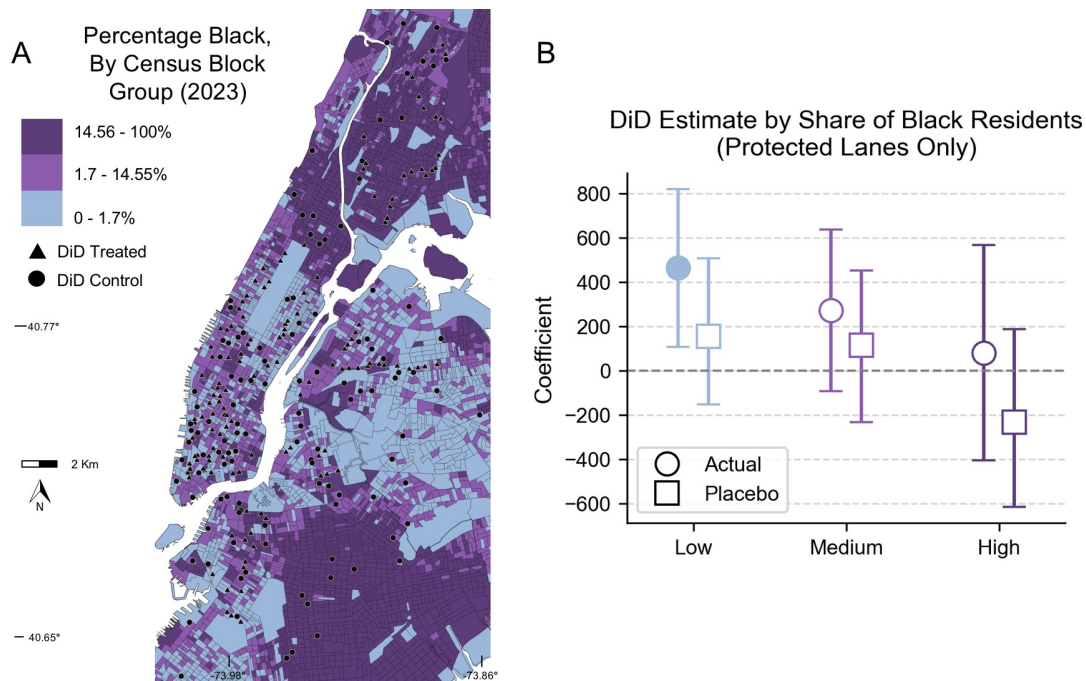 A
Percentage Black,
By Census Block
Group (2023)
14.56 - 100%
1.7 - 14.55%
0 - 1.7%
DiD Treated
DiD Control
40.77°
2 Km
N
40.65°
-73.98°
-73.86°
B
DiD Estimate by Share of Black Residents
(Protected Lanes Only)
Coefficient
800
600
400
200
0
−200
−400
−600
Actual
Placebo
Low
Medium
High